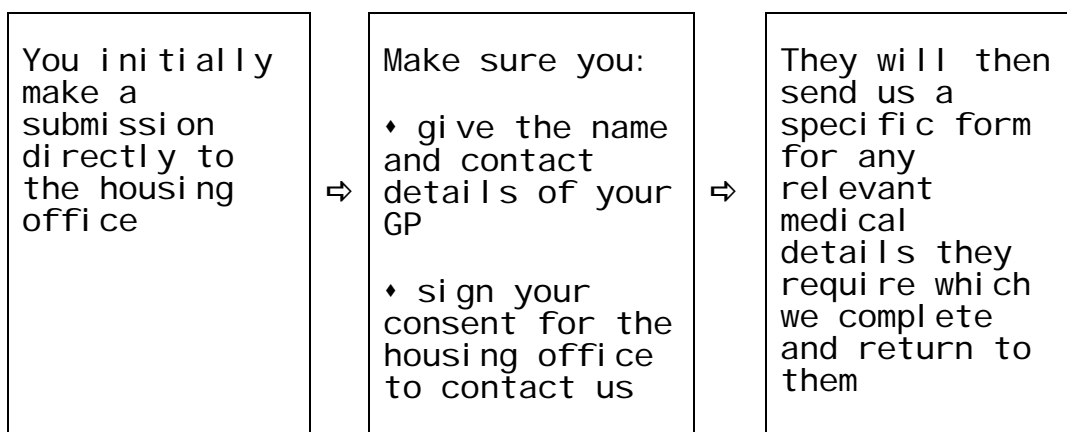 You initially
make a
submission
directly to
the housing
office
⇨
Make sure you:
♦ give the name
and contact
details of your
GP
♦ sign your
consent for the
housing office
to contact us
⇨
They will then
send us a
specific form
for any
relevant
medical
details they
require which
we complete
and return to
them